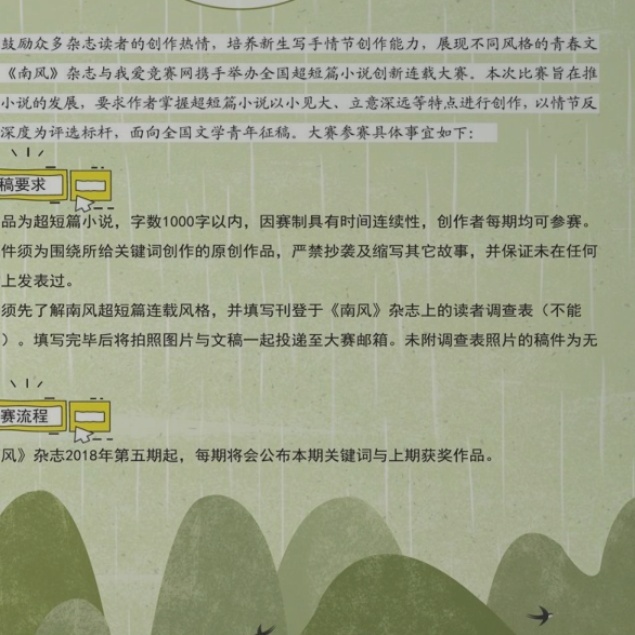 鼓励众多杂志读者的创作热情，培养新生写手情节创作能力，展现不同风格的青春文
《南风》杂志与我爱竞赛网携手举办全国超短篇小说创新连载大赛。本次比赛旨在推
小说的发展，要求作者掌握超短篇小说以小见大、立意深远等特点进行创作，以情节反
深度为评选标杆，面向全国文学青年征稿。大赛参赛具体事宜如下：
稿要求
品为超短篇小说，字数1000字以内，因赛制具有时间连续性，创作者每期均可参赛。
件须为围绕所给关键词创作的原创作品，严禁抄袭及缩写其它故事，并保证未在任何
上发表过。
须先了解南风超短篇连载风格，并填写刊登于《南风》杂志上的读者调查表（不能
）。填写完毕后将拍照图片与文稿一起投递至大赛邮箱。未附调查表照片的稿件为无
赛流程
风》杂志2018年第五期起，每期将会公布本期关键词与上期获奖作品。